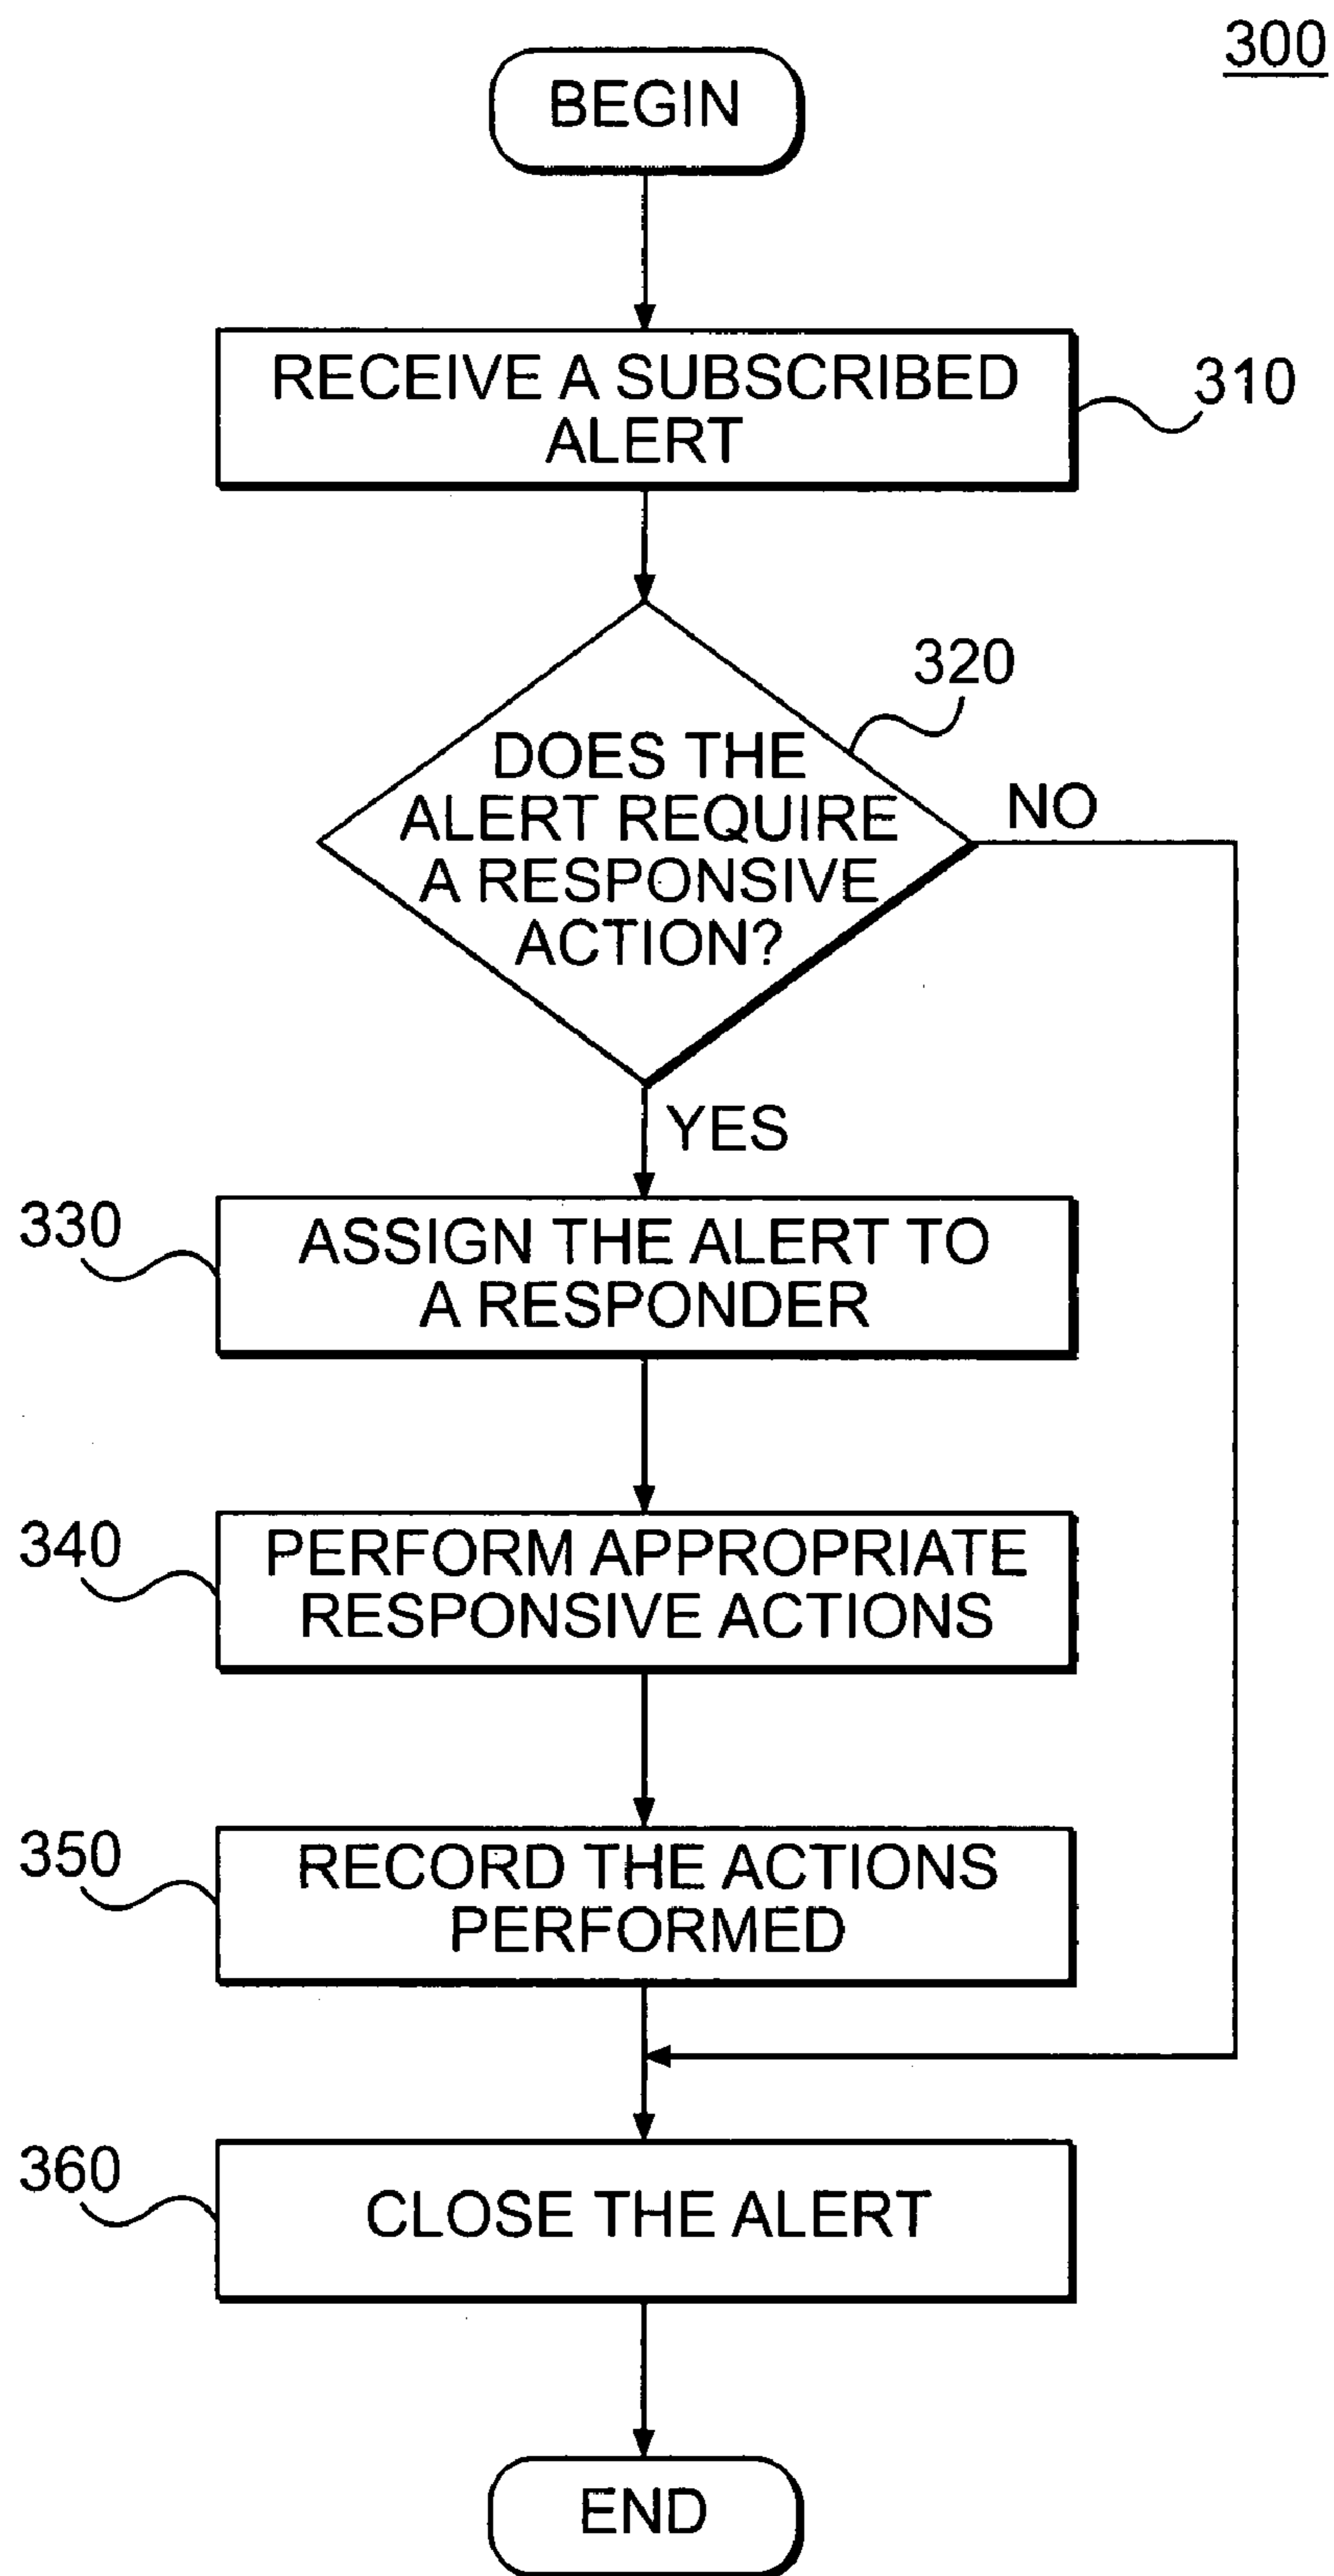 300
BEGIN
RECEIVE A SUBSCRIBED
ALERT
310
320
DOES THE
ALERT REQUIRE
A RESPONSIVE
ACTION?
NO
YES
330
ASSIGN THE ALERT TO
A RESPONDER
340
PERFORM APPROPRIATE
RESPONSIVE ACTIONS
350
RECORD THE ACTIONS
PERFORMED
360
CLOSE THE ALERT
END